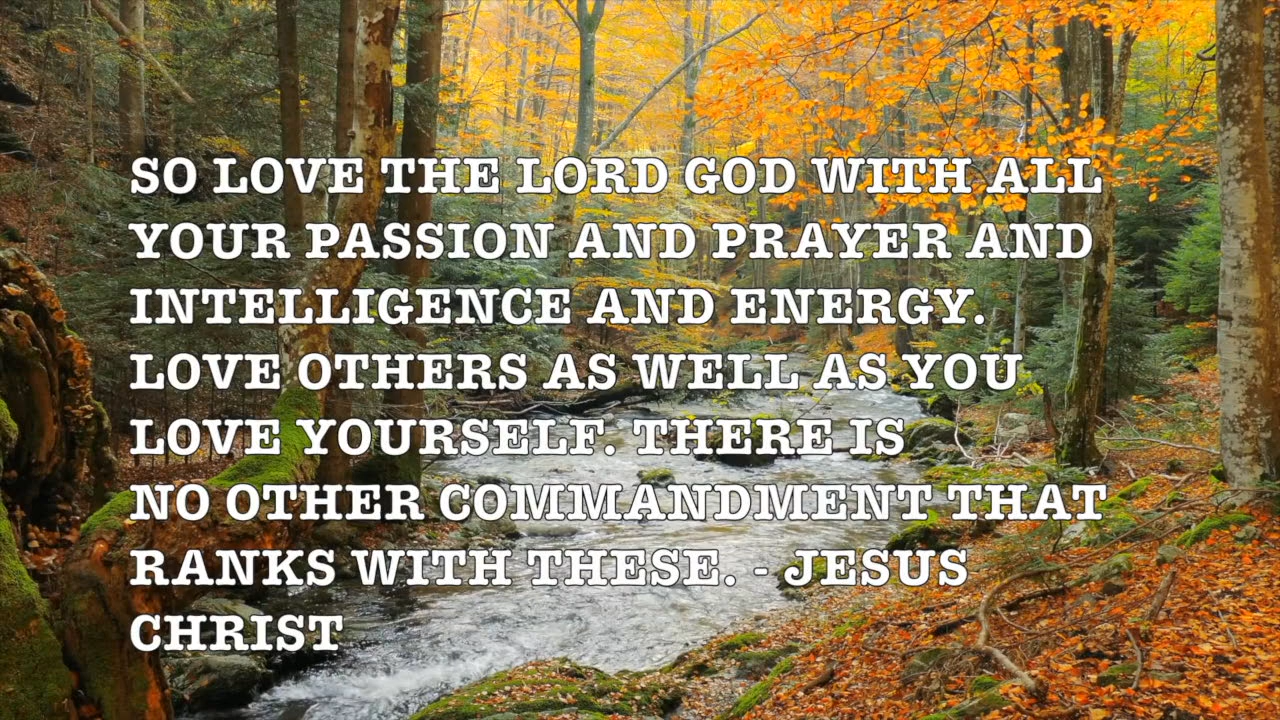 SO LOVE THE LORD GOD WITH ALL
YOUR PASSION AND PRAYER AND
INTELLIGENCE AND ENERGY.
LOVE OTHERS AS WELL AS YOU
LOVE YOURSELF. THERE IS
NO OTHER COMMANDMENT THAT
RANKS WITH THESE. - JESUS
CHRIST